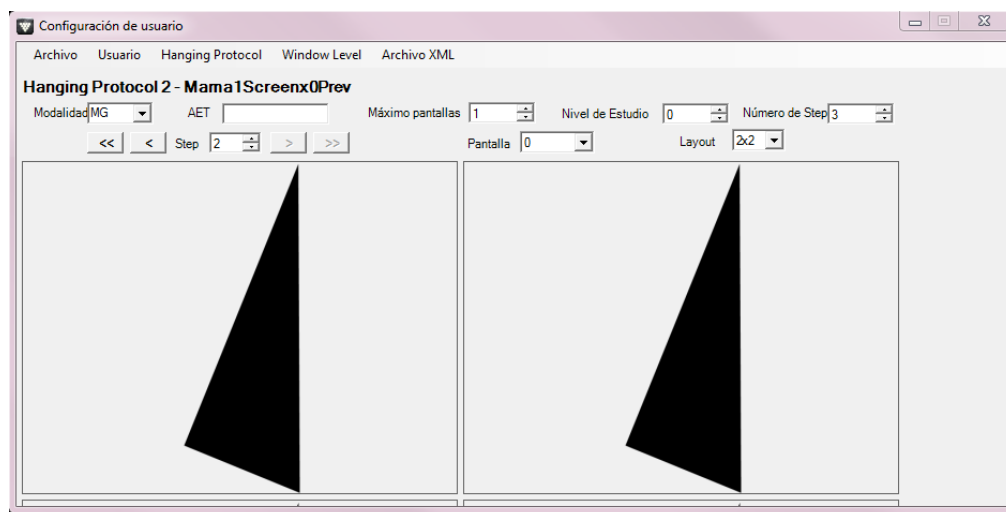 Configuración de usuario
Archivo Usuario Hanging Protocol Window Level Archivo XML
Hanging Protocol 2 - Mama1Screenx0Prev
Modalidad MG AET Máximo pantallas 1 Nivel de Estudio 0 Número de Step 3
<< < Step 2 > >> Pantalla 0 Layout 2x2